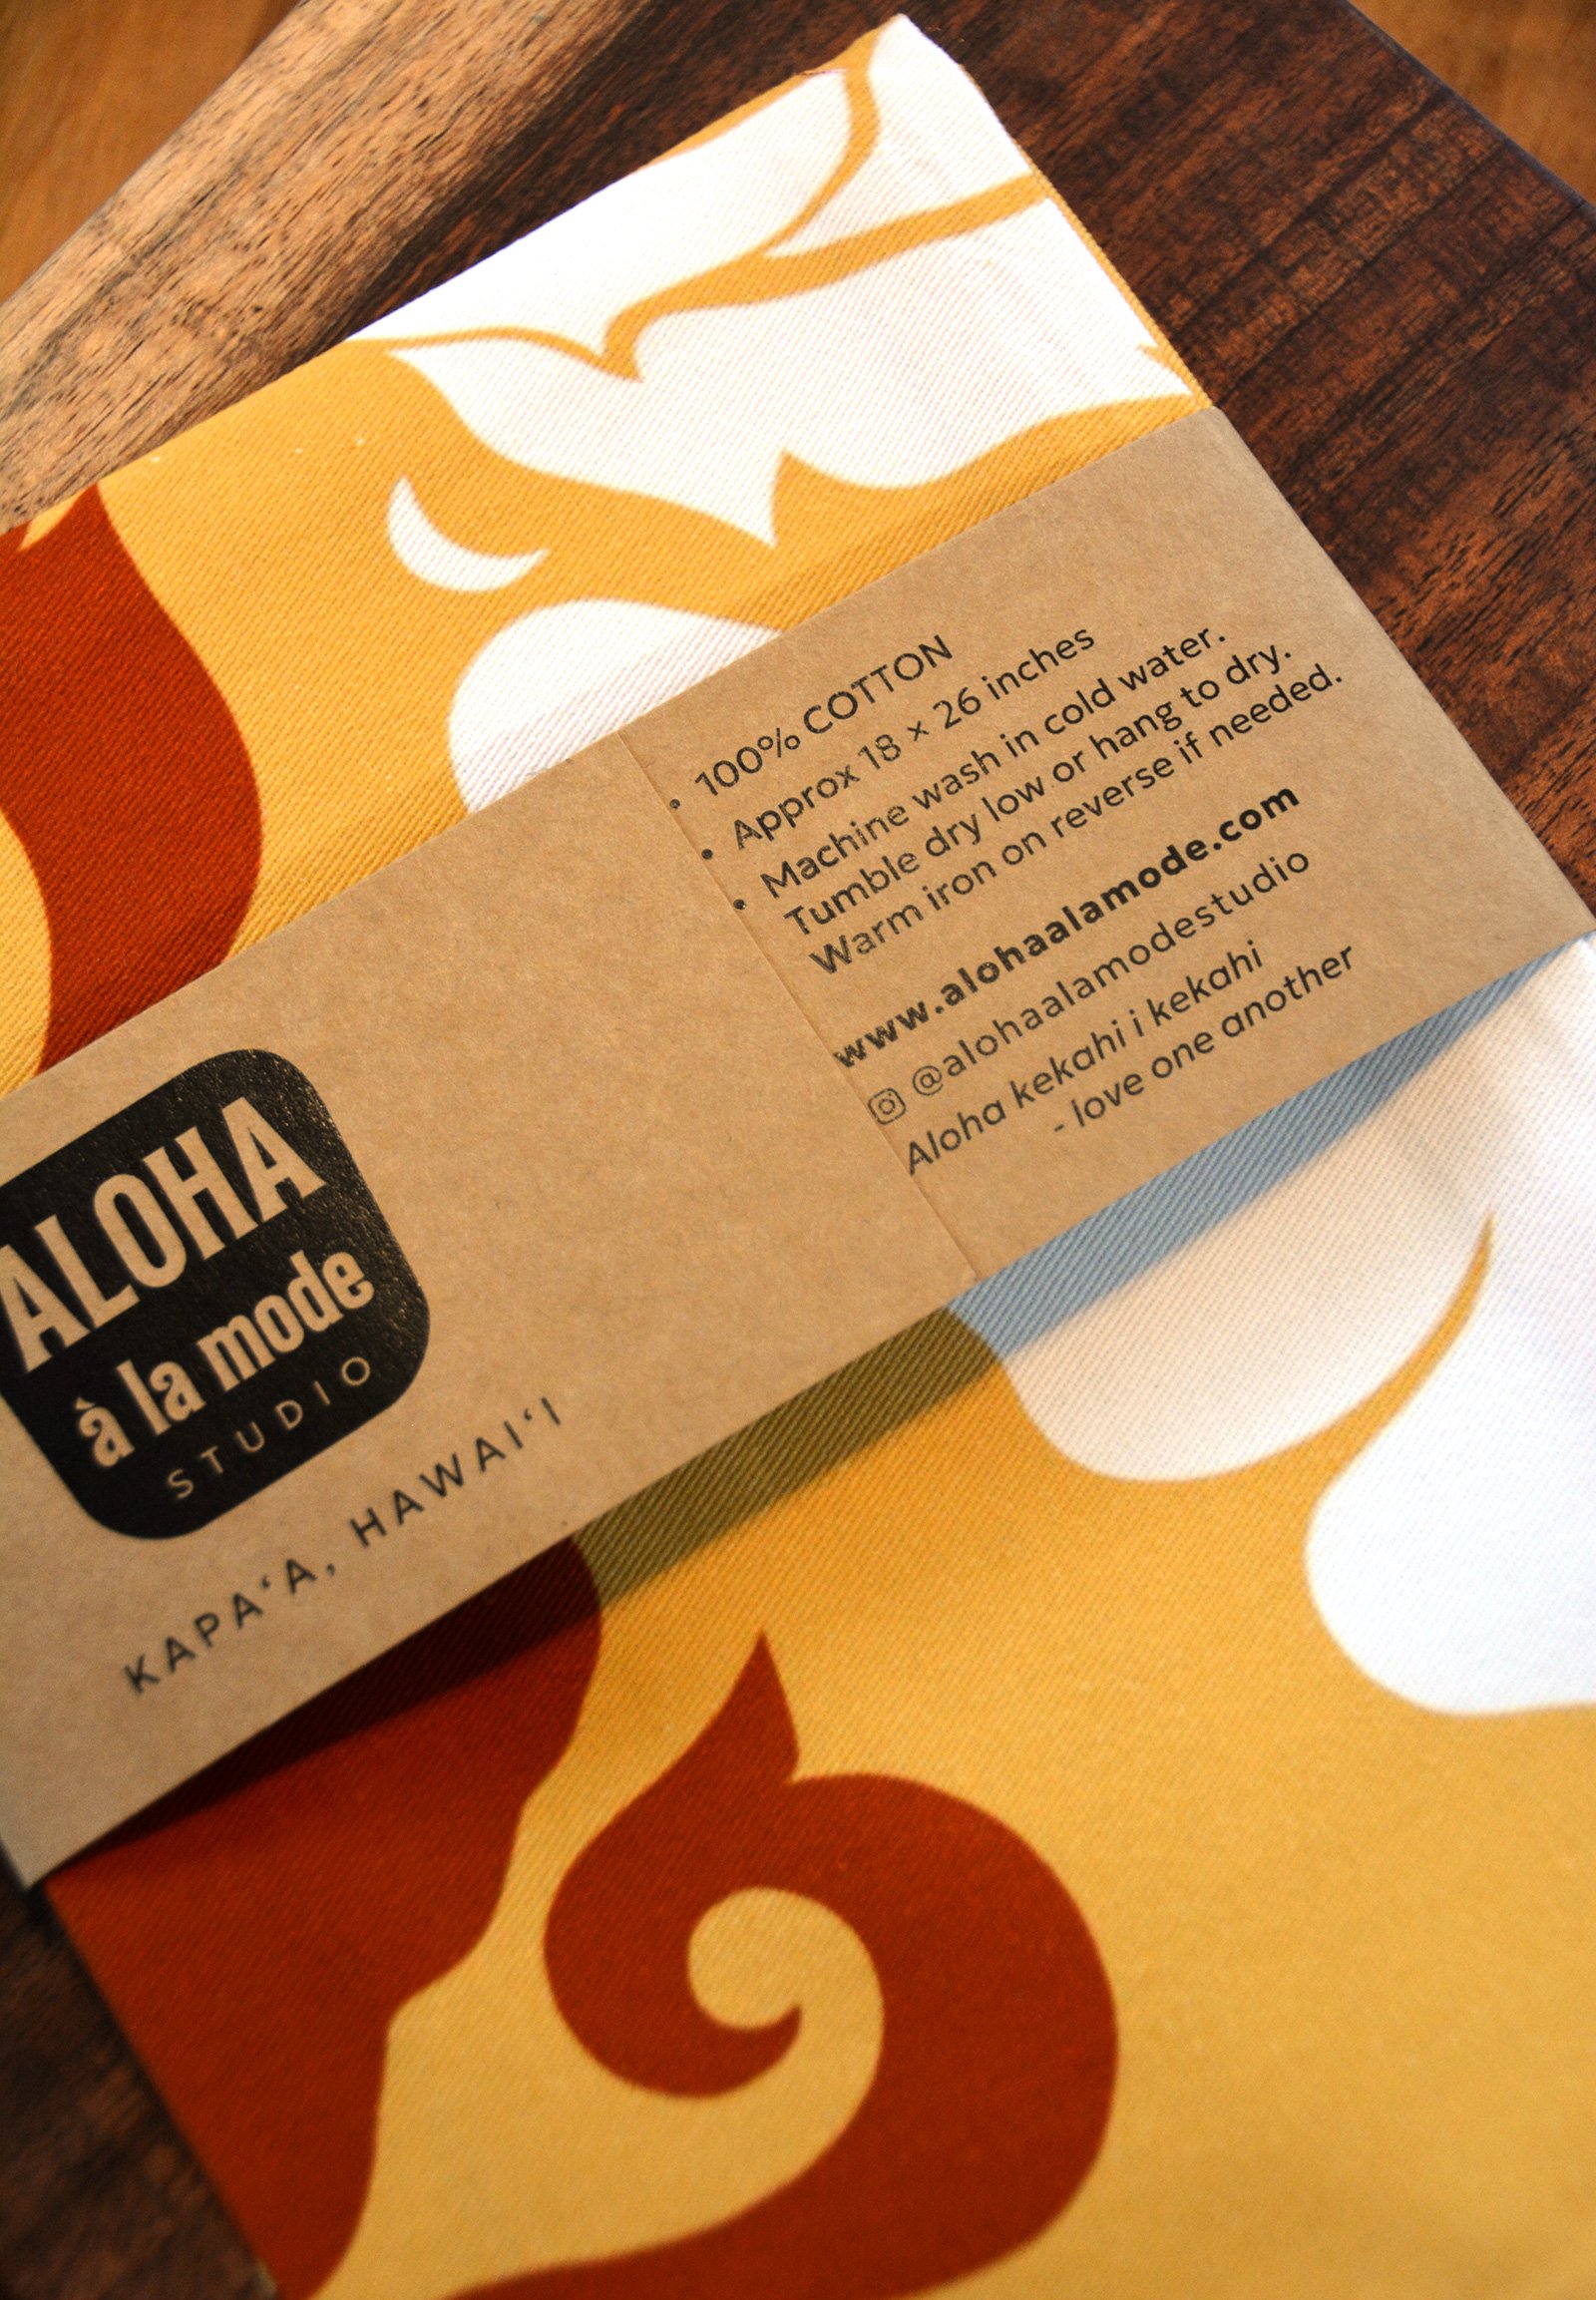 100% COTTON
Approx 18 × 26 inches
Machine wash in cold water.
Tumble dry low or hang to dry.
Warm iron on reverse if needed.
www.alohaalamode.com
@alohaalamodestudio
Aloha kekahi i kekahi
- love one another
ALOHA
à la mode
STUDIO
KAPAʻA, HAWAIʻI